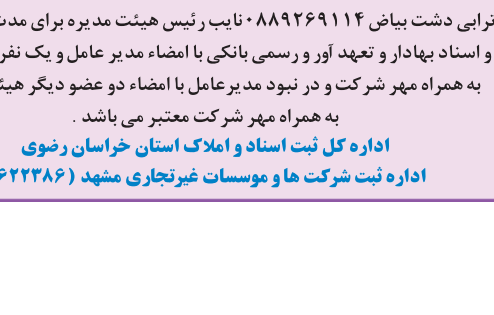 ترابی دشت بیاض ۰۸۸۹۲۶۹۱۱۴ نایب رئیس هیئت مدیره برای مدت
و اسناد بهادار و تعهد آور و رسمی بانکی با امضاء مدیر عامل و یک نفر
به همراه مهر شرکت و در نبود مدیرعامل با امضاء دو عضو دیگر هیئ
به همراه مهر شرکت معتبر می باشد .
اداره کل ثبت اسناد و املاک استان خراسان رضوی
اداره ثبت شرکت ها و موسسات غیرتجاری مشهد (۶۲۲۳۸۶